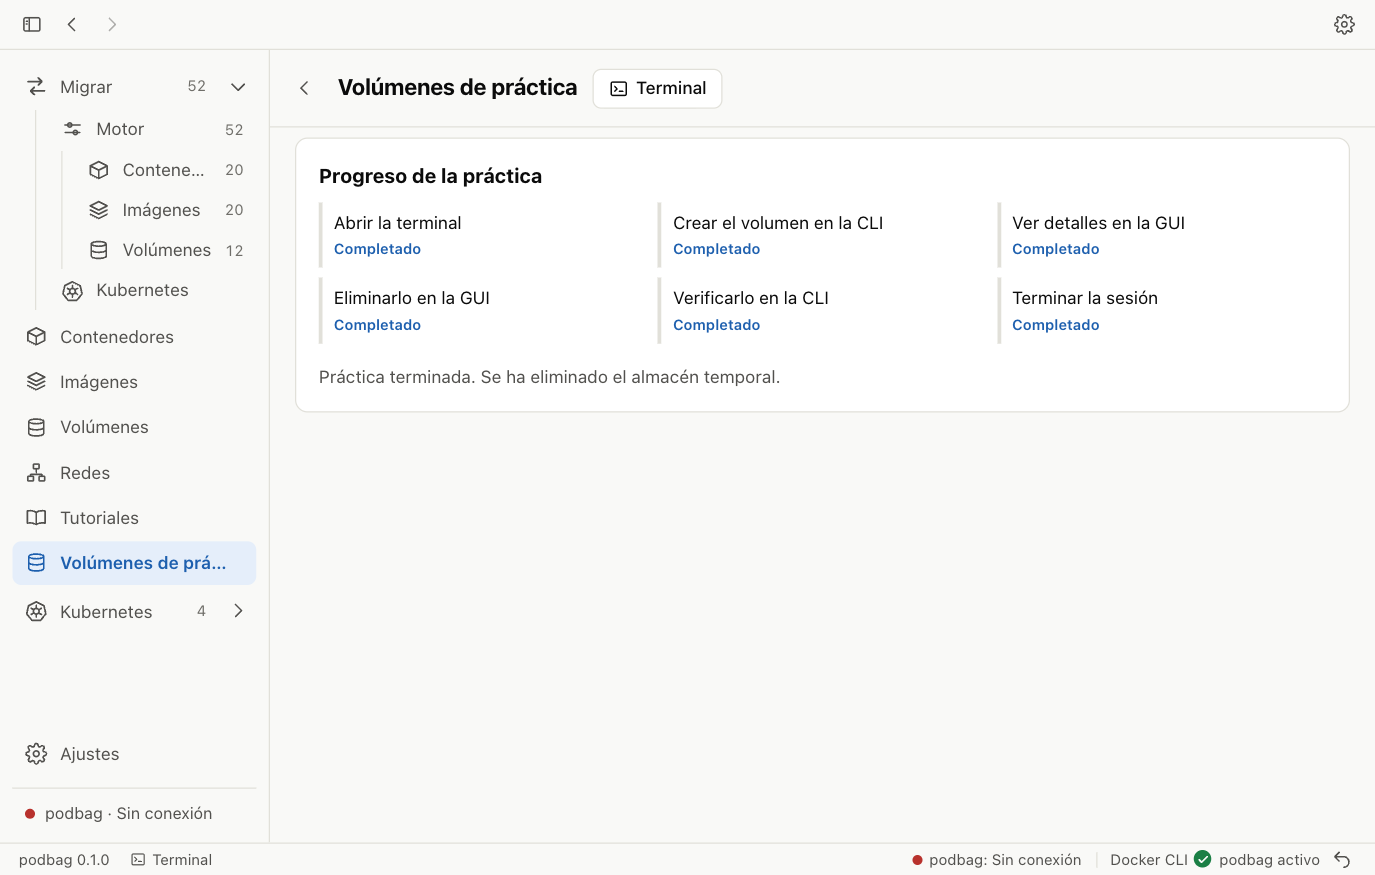 Migrar 52
Motor 52
Contene... 20
Imágenes 20
Volúmenes 12
Kubernetes
Contenedores
Imágenes
Volúmenes
Redes
Tutoriales
Volúmenes de prá...
Kubernetes 4
Ajustes
podbag · Sin conexión
Volúmenes de práctica
Terminal
Progreso de la práctica
Abrir la terminal
Completado
Crear el volumen en la CLI
Completado
Ver detalles en la GUI
Completado
Eliminarlo en la GUI
Completado
Verificarlo en la CLI
Completado
Terminar la sesión
Completado
Práctica terminada. Se ha eliminado el almacén temporal.
podbag 0.1.0
Terminal
podbag: Sin conexión
Docker CLI
podbag activo